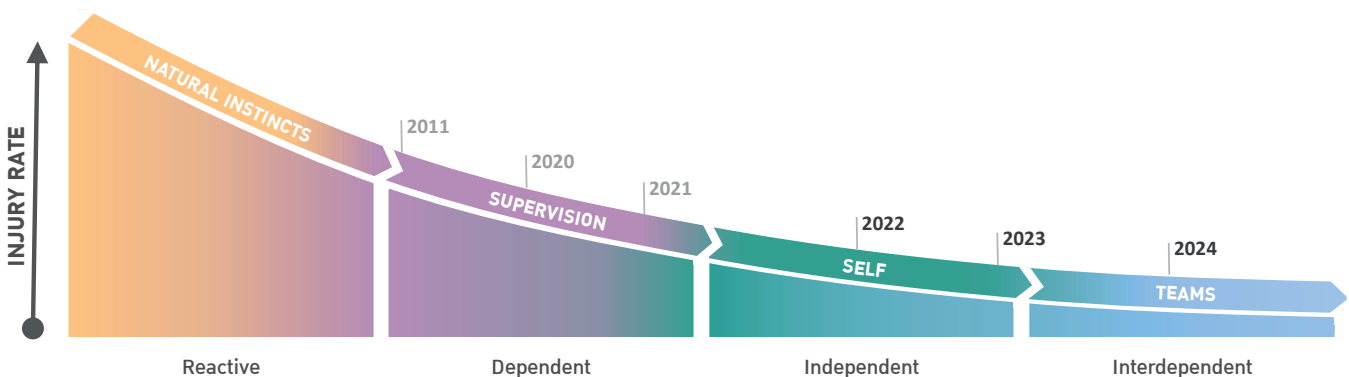 INJURY RATE
NATURAL INSTINCTS
2011
2020
SUPERVISION
2021
2022
SELF
2023
2024
TEAMS
Reactive
Dependent
Independent
Interdependent